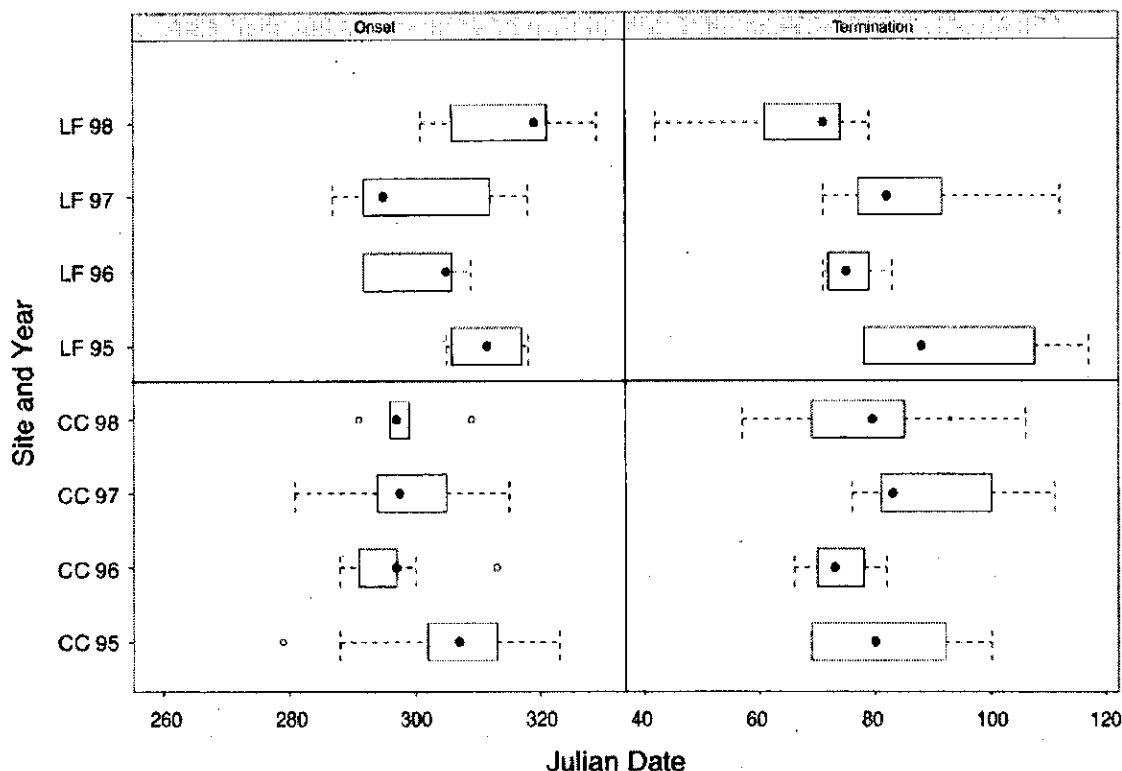 Onset Termination
LF 98
LF 97
LF 96
LF 95
CC 98
CC 97
CC 96
CC 95
Site and Year
260 280 300 320 40 60 80 100 120
Julian Date